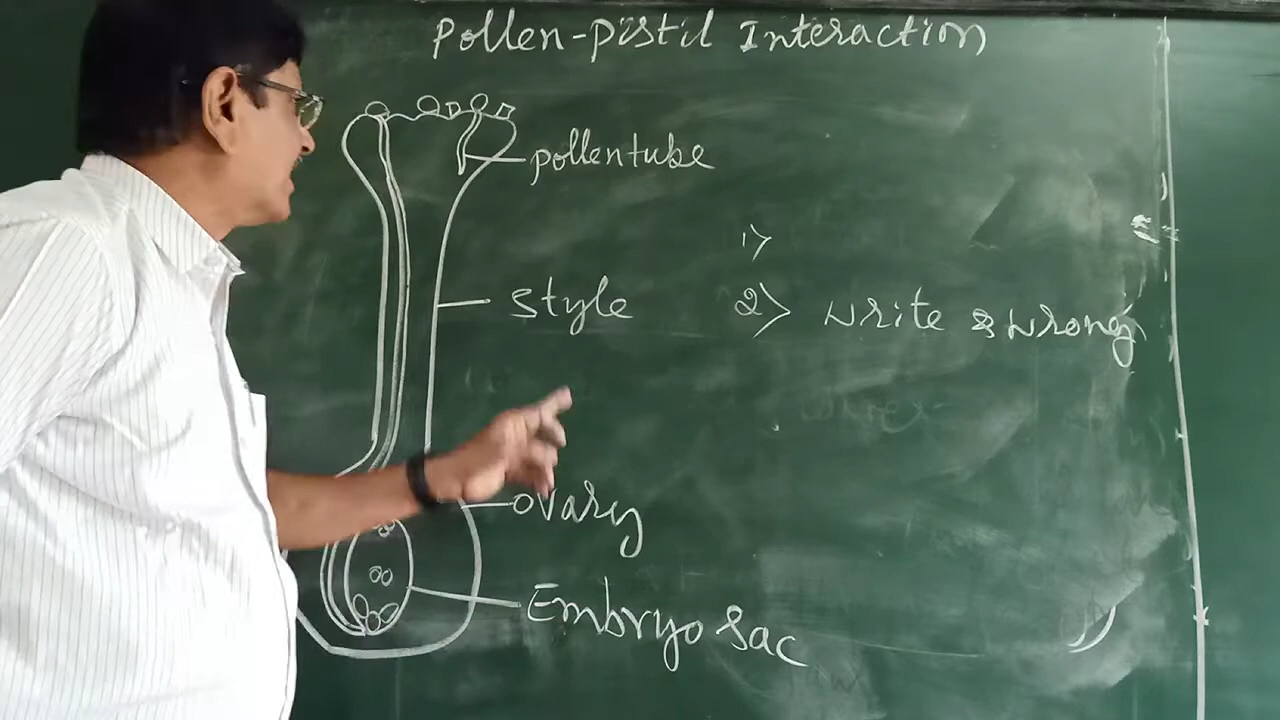 Pollen-Pistil Interaction
pollentube
1)
style
2) write & wrong
ovary
Embryo sac